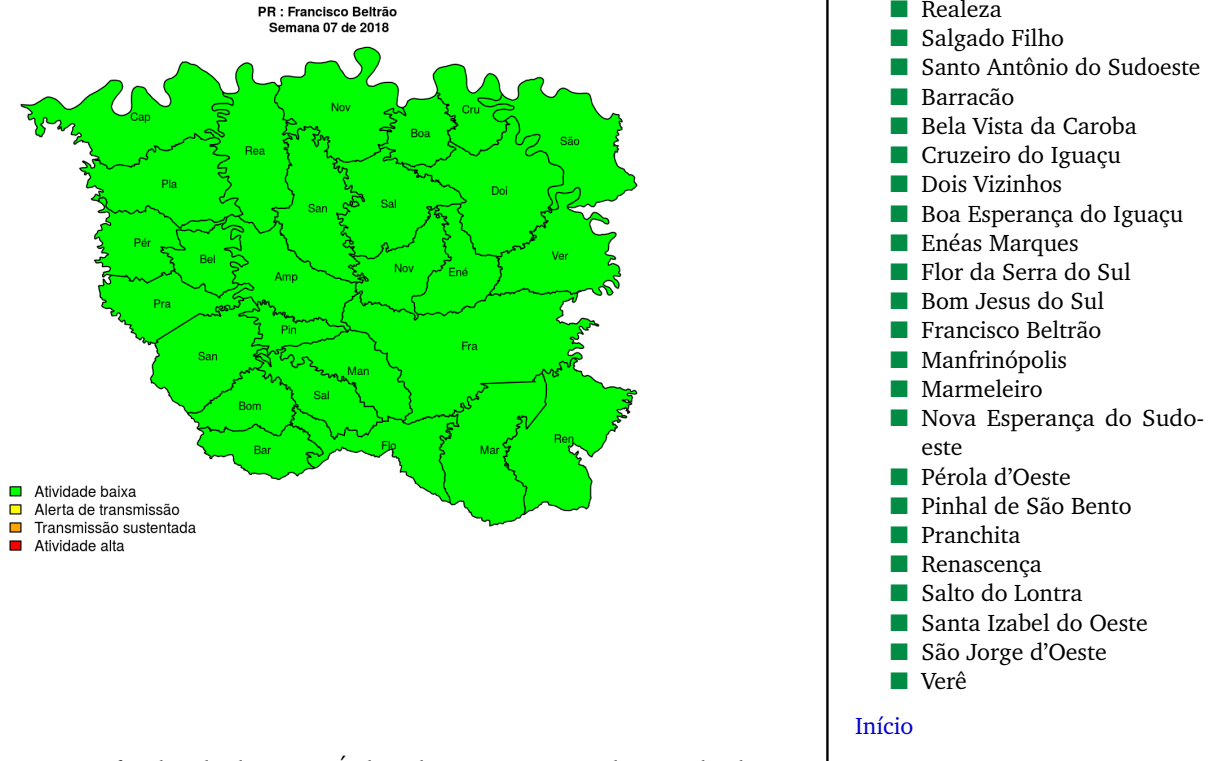 PR : Francisco Beltrão
Semana 07 de 2018
Cap
Nov
Cru
Boa
São
Rea
Pla
Doi
San
Sal
Pér
Bel
Ver
Nov
Ené
Amp
Pra
Pin
Fra
San
Man
Sal
Bom
Flo
Ren
Bar
Mar
Atividade baixa
Alerta de transmissão
Transmissão sustentada
Atividade alta
Realeza
Salgado Filho
Santo Antônio do Sudoeste
Barracão
Bela Vista da Caroba
Cruzeiro do Iguaçu
Dois Vizinhos
Boa Esperança do Iguaçu
Enéas Marques
Flor da Serra do Sul
Bom Jesus do Sul
Francisco Beltrão
Manfrinópolis
Marmeleiro
Nova Esperança do Sudo-
este
Pérola d'Oeste
Pinhal de São Bento
Pranchita
Renascença
Salto do Lontra
Santa Izabel do Oeste
São Jorge d'Oeste
Verê
Início